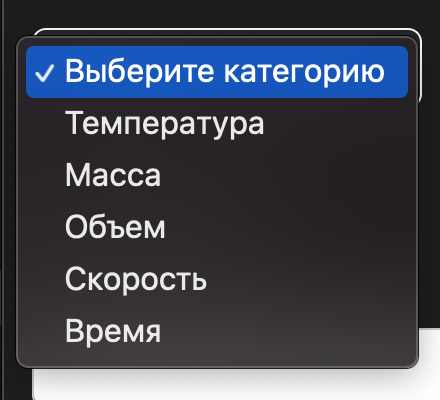 Выберите категорию
Температура
Масса
Объем
Скорость
Время